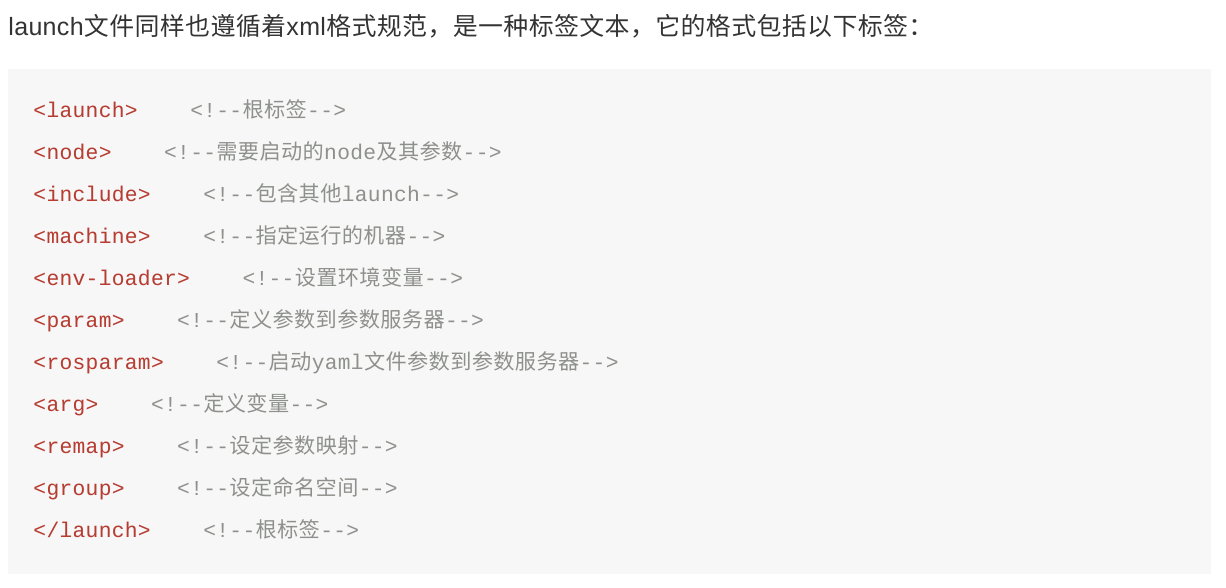 launch文件同样也遵循着xml格式规范，是一种标签文本，它的格式包括以下标签：
<launch>    <!--根标签-->
<node>    <!--需要启动的node及其参数-->
<include>    <!--包含其他launch-->
<machine>    <!--指定运行的机器-->
<env-loader>    <!--设置环境变量-->
<param>    <!--定义参数到参数服务器-->
<rosparam>    <!--启动yaml文件参数到参数服务器-->
<arg>    <!--定义变量-->
<remap>    <!--设定参数映射-->
<group>    <!--设定命名空间-->
</launch>    <!--根标签-->